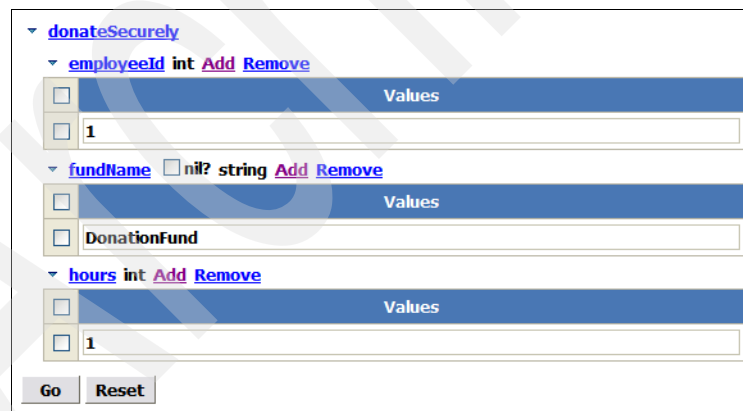 donateSecurely
employeeId int Add Remove
Values
1
fundName nil? string Add Remove
Values
DonationFund
hours int Add Remove
Values
1
Go Reset